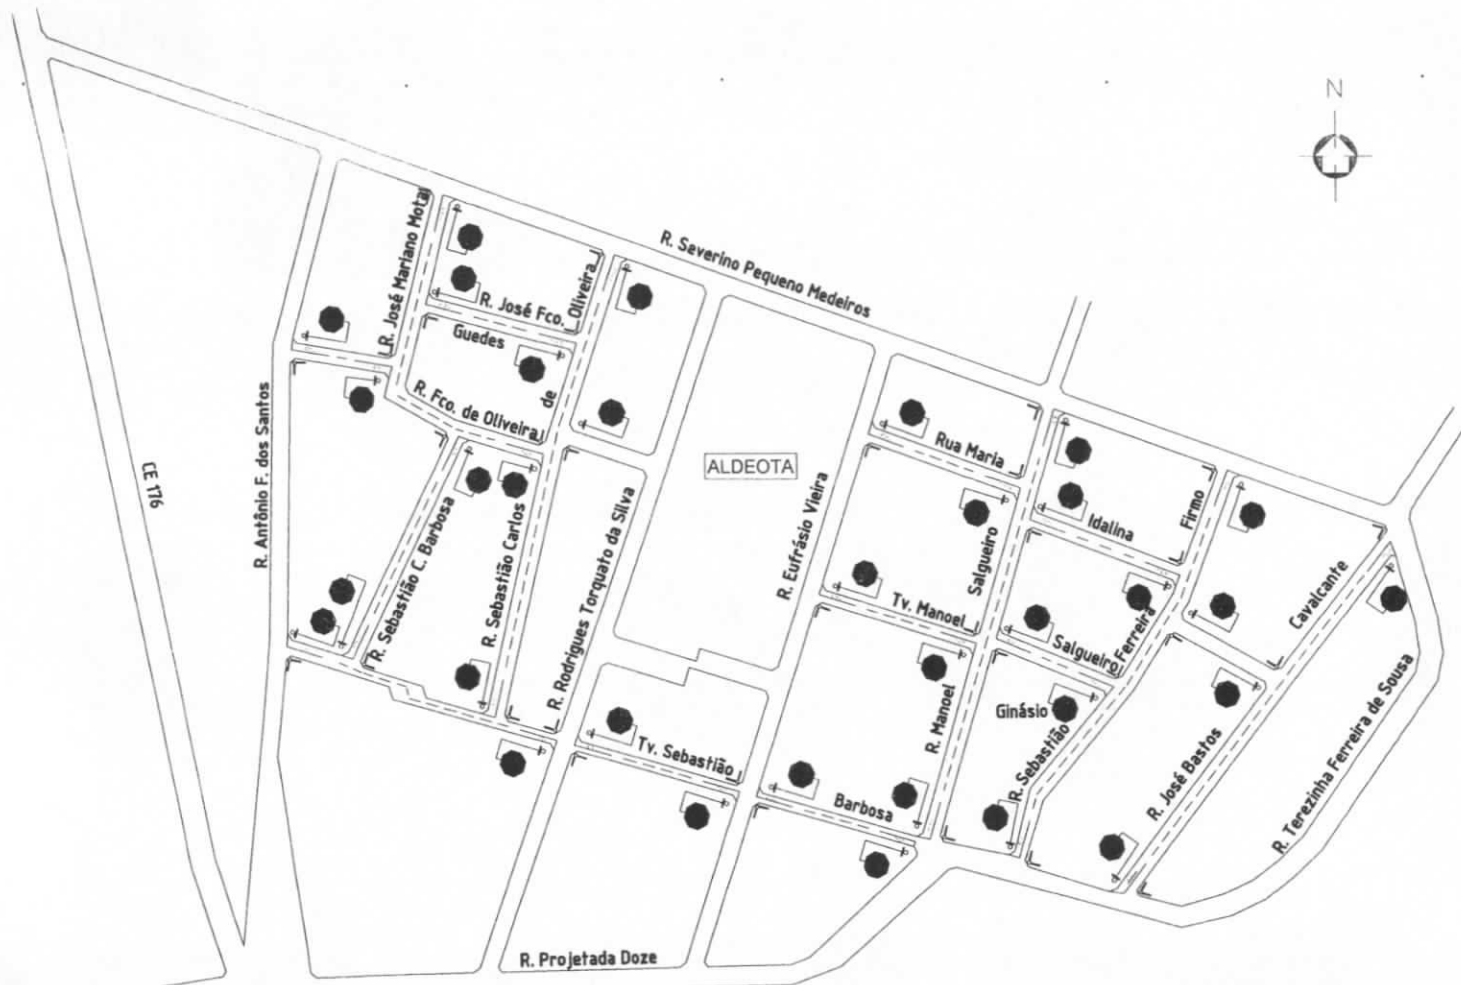 N
R. José Mariano Mota
R. Severino Pequeno Medeiros
R. José Fco.
Oliveira
Guedes
de
R. Fco. de Oliveira
R. Antônio F. dos Santos
CE 176
ALDEOTA
Rua Maria
Idalina
Firmo
R. Sebastião C. Barbosa
R. Sebastião Carlos
R. Rodrigues Torquato da Silva
R. Eufrásio Vieira
Salgueiro
Tv. Manoel
Salgueiro
Ferreira
Cavalcante
R. Manoel
Ginásio
R. Sebastião
Tv. Sebastião
Barbosa
R. José Bastos
R. Terezinha Ferreira de Sousa
R. Projetada Doze